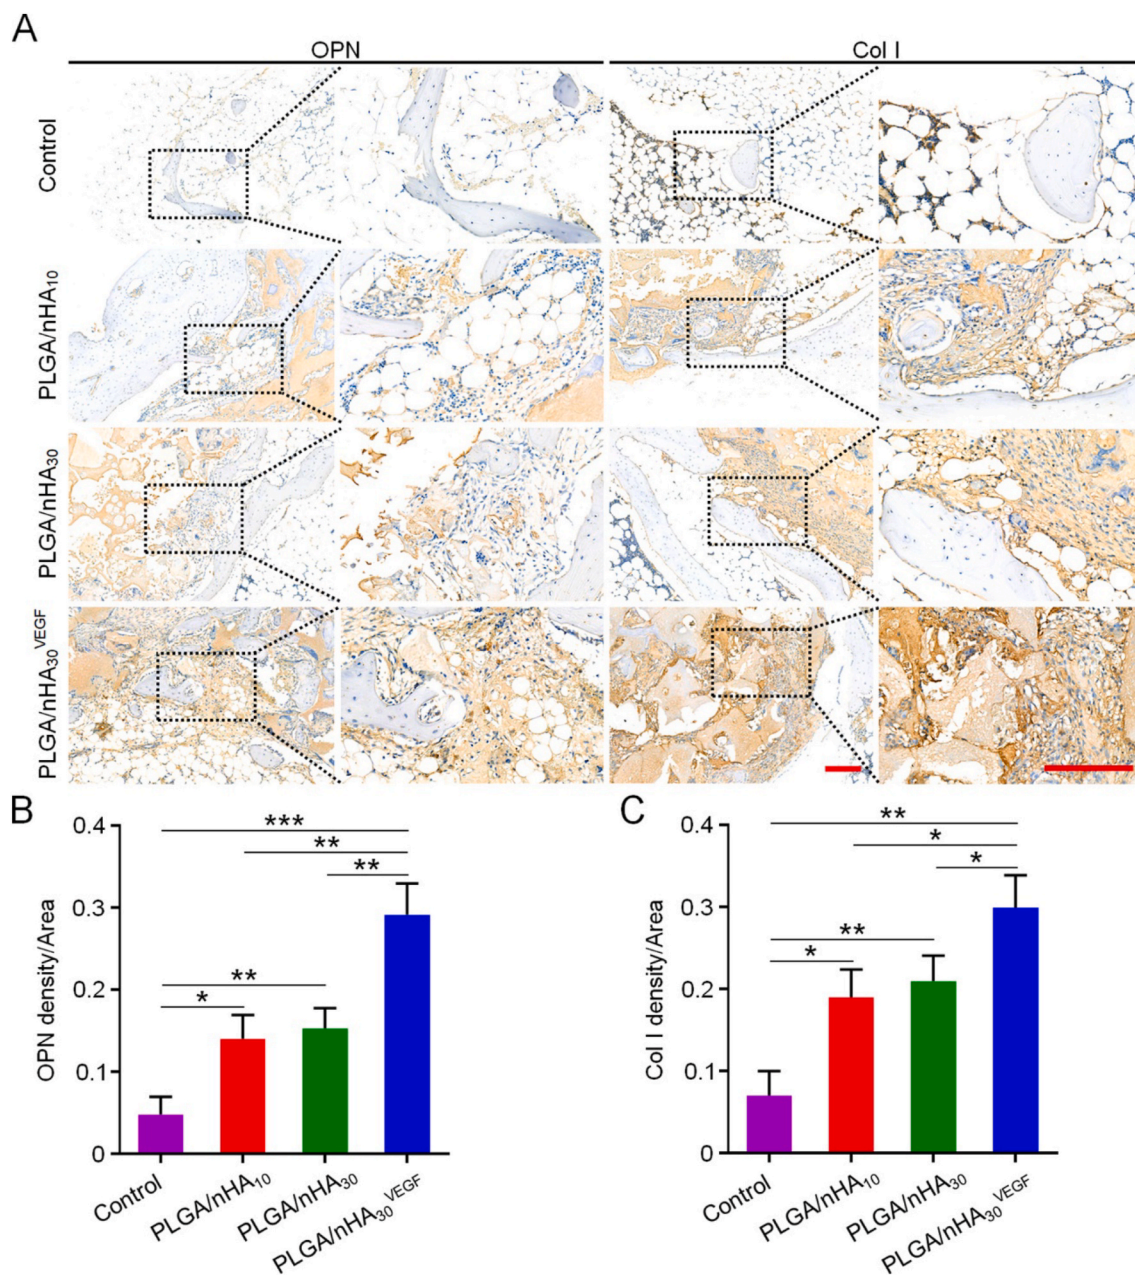 A
OPN
Col I
Control
PLGA/nHA₁₀
PLGA/nHA₃₀
PLGA/nHA₃₀ⱽᴱᴳᶠ
B
0.4
0.3
0.2
0.1
0
OPN density/Area
***
**
**
**
*
Control
PLGA/nHA₁₀
PLGA/nHA₃₀
PLGA/nHA₃₀ⱽᴱᴳᶠ
C
0.4
0.3
0.2
0.1
0
Col I density/Area
**
*
*
**
*
Control
PLGA/nHA₁₀
PLGA/nHA₃₀
PLGA/nHA₃₀ⱽᴱᴳᶠ